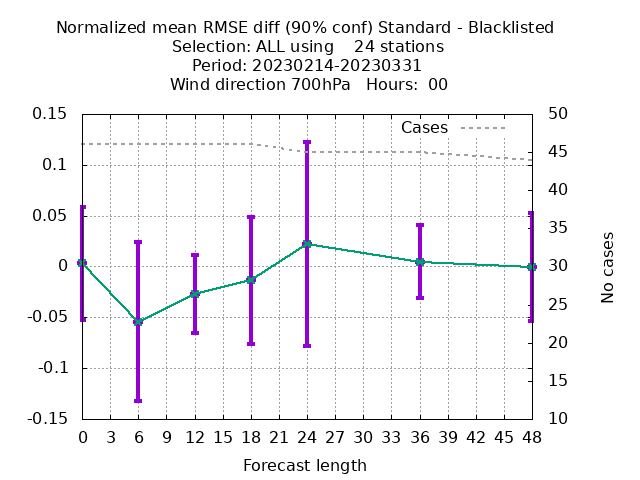 Normalized mean RMSE diff (90% conf) Standard - Blacklisted
Selection: ALL using    24 stations
Period: 20230214-20230331
Wind direction 700hPa   Hours:  00
0.15
0.1
0.05
0
-0.05
-0.1
-0.15
Cases
50
45
40
35
30
25
20
15
10
No cases
0 3 6 9 12 15 18 21 24 27 30 33 36 39 42 45 48
Forecast length